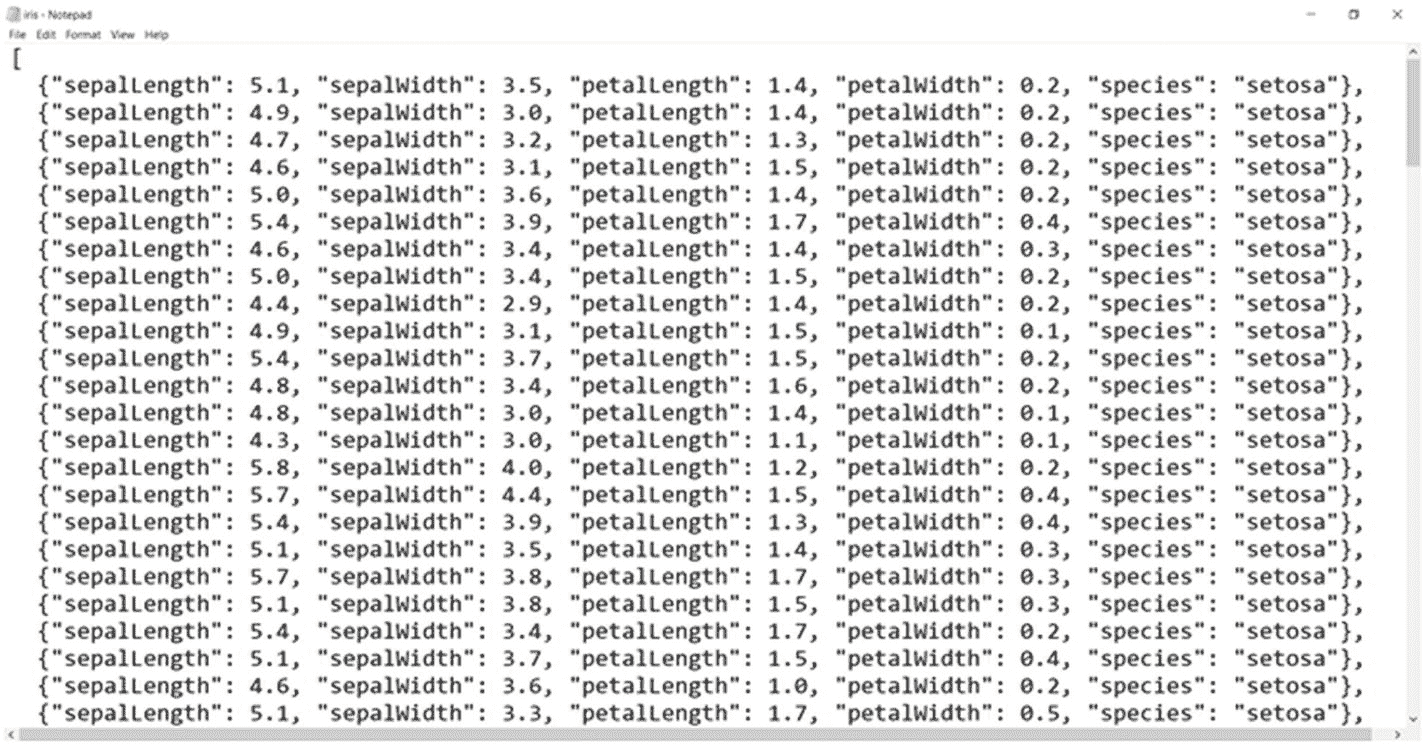 iris - Notepad
File Edit Format View Help
[
{"sepalLength": 5.1, "sepalWidth": 3.5, "petalLength": 1.4, "petalWidth": 0.2, "species": "setosa"},
{"sepalLength": 4.9, "sepalWidth": 3.0, "petalLength": 1.4, "petalWidth": 0.2, "species": "setosa"},
{"sepalLength": 4.7, "sepalWidth": 3.2, "petalLength": 1.3, "petalWidth": 0.2, "species": "setosa"},
{"sepalLength": 4.6, "sepalWidth": 3.1, "petalLength": 1.5, "petalWidth": 0.2, "species": "setosa"},
{"sepalLength": 5.0, "sepalWidth": 3.6, "petalLength": 1.4, "petalWidth": 0.2, "species": "setosa"},
{"sepalLength": 5.4, "sepalWidth": 3.9, "petalLength": 1.7, "petalWidth": 0.4, "species": "setosa"},
{"sepalLength": 4.6, "sepalWidth": 3.4, "petalLength": 1.4, "petalWidth": 0.3, "species": "setosa"},
{"sepalLength": 5.0, "sepalWidth": 3.4, "petalLength": 1.5, "petalWidth": 0.2, "species": "setosa"},
{"sepalLength": 4.4, "sepalWidth": 2.9, "petalLength": 1.4, "petalWidth": 0.2, "species": "setosa"},
{"sepalLength": 4.9, "sepalWidth": 3.1, "petalLength": 1.5, "petalWidth": 0.1, "species": "setosa"},
{"sepalLength": 5.4, "sepalWidth": 3.7, "petalLength": 1.5, "petalWidth": 0.2, "species": "setosa"},
{"sepalLength": 4.8, "sepalWidth": 3.4, "petalLength": 1.6, "petalWidth": 0.2, "species": "setosa"},
{"sepalLength": 4.8, "sepalWidth": 3.0, "petalLength": 1.4, "petalWidth": 0.1, "species": "setosa"},
{"sepalLength": 4.3, "sepalWidth": 3.0, "petalLength": 1.1, "petalWidth": 0.1, "species": "setosa"},
{"sepalLength": 5.8, "sepalWidth": 4.0, "petalLength": 1.2, "petalWidth": 0.2, "species": "setosa"},
{"sepalLength": 5.7, "sepalWidth": 4.4, "petalLength": 1.5, "petalWidth": 0.4, "species": "setosa"},
{"sepalLength": 5.4, "sepalWidth": 3.9, "petalLength": 1.3, "petalWidth": 0.4, "species": "setosa"},
{"sepalLength": 5.1, "sepalWidth": 3.5, "petalLength": 1.4, "petalWidth": 0.3, "species": "setosa"},
{"sepalLength": 5.7, "sepalWidth": 3.8, "petalLength": 1.7, "petalWidth": 0.3, "species": "setosa"},
{"sepalLength": 5.1, "sepalWidth": 3.8, "petalLength": 1.5, "petalWidth": 0.3, "species": "setosa"},
{"sepalLength": 5.4, "sepalWidth": 3.4, "petalLength": 1.7, "petalWidth": 0.2, "species": "setosa"},
{"sepalLength": 5.1, "sepalWidth": 3.7, "petalLength": 1.5, "petalWidth": 0.4, "species": "setosa"},
{"sepalLength": 4.6, "sepalWidth": 3.6, "petalLength": 1.0, "petalWidth": 0.2, "species": "setosa"},
{"sepalLength": 5.1, "sepalWidth": 3.3, "petalLength": 1.7, "petalWidth": 0.5, "species": "setosa"},